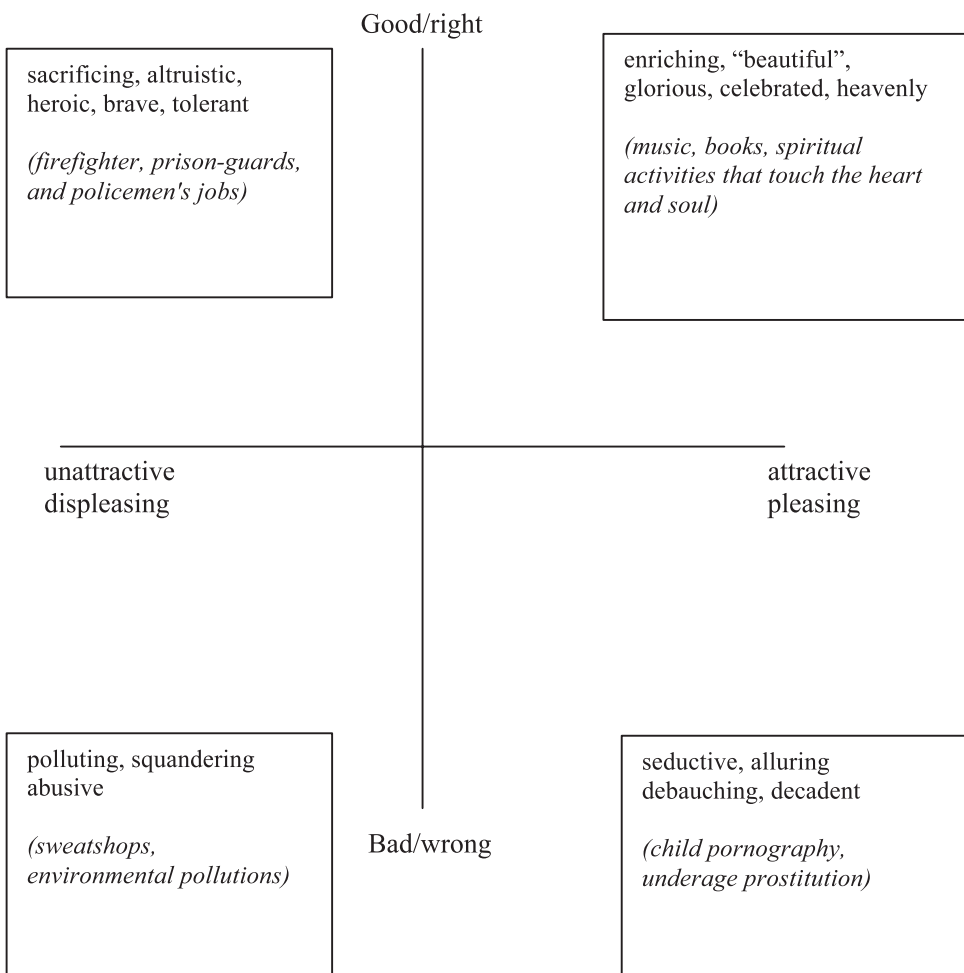 Good/right
sacrificing, altruistic,
heroic, brave, tolerant
(firefighter, prison-guards,
and policemen's jobs)
enriching, “beautiful”,
glorious, celebrated, heavenly
(music, books, spiritual
activities that touch the heart
and soul)
unattractive
displeasing
attractive
pleasing
polluting, squandering
abusive
(sweatshops,
environmental pollutions)
Bad/wrong
seductive, alluring
debauching, decadent
(child pornography,
underage prostitution)